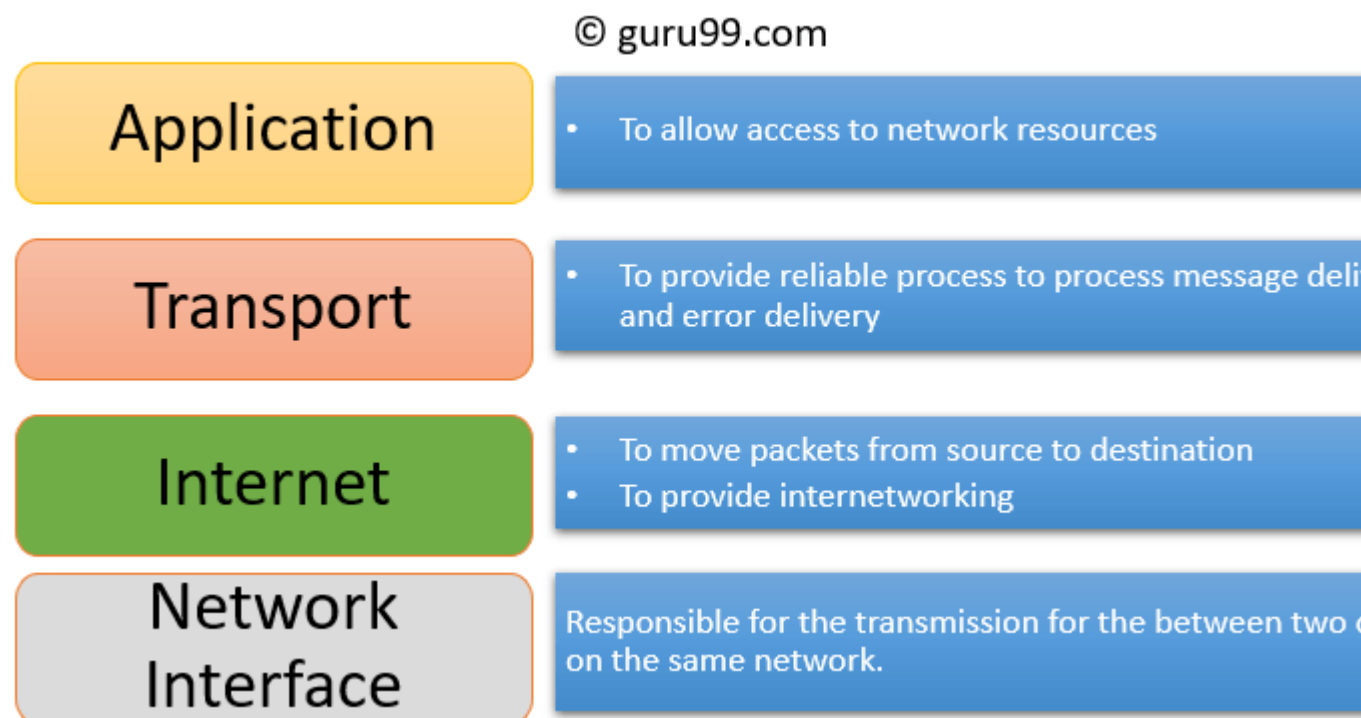 © guru99.com
Application
• To allow access to network resources
Transport
• To provide reliable process to process message
and error delivery
Internet
• To move packets from source to destination
• To provide internetworking
Network
Interface
Responsible for the transmission for the between two
on the same network.